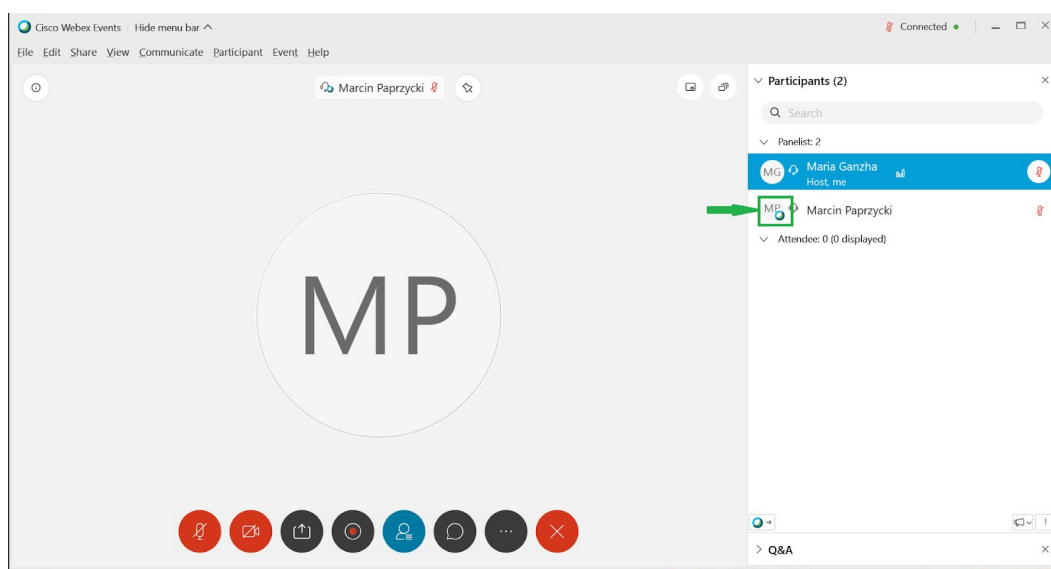 Cisco Webex Events Hide menu bar
Connected
File Edit Share View Communicate Participant Event Help
Marcin Paprzycki
Participants (2)
Search
Panelist: 2
MG Maria Ganzha
Host, me
MP Marcin Paprzycki
Attendee: 0 (0 displayed)
MP
Q&A